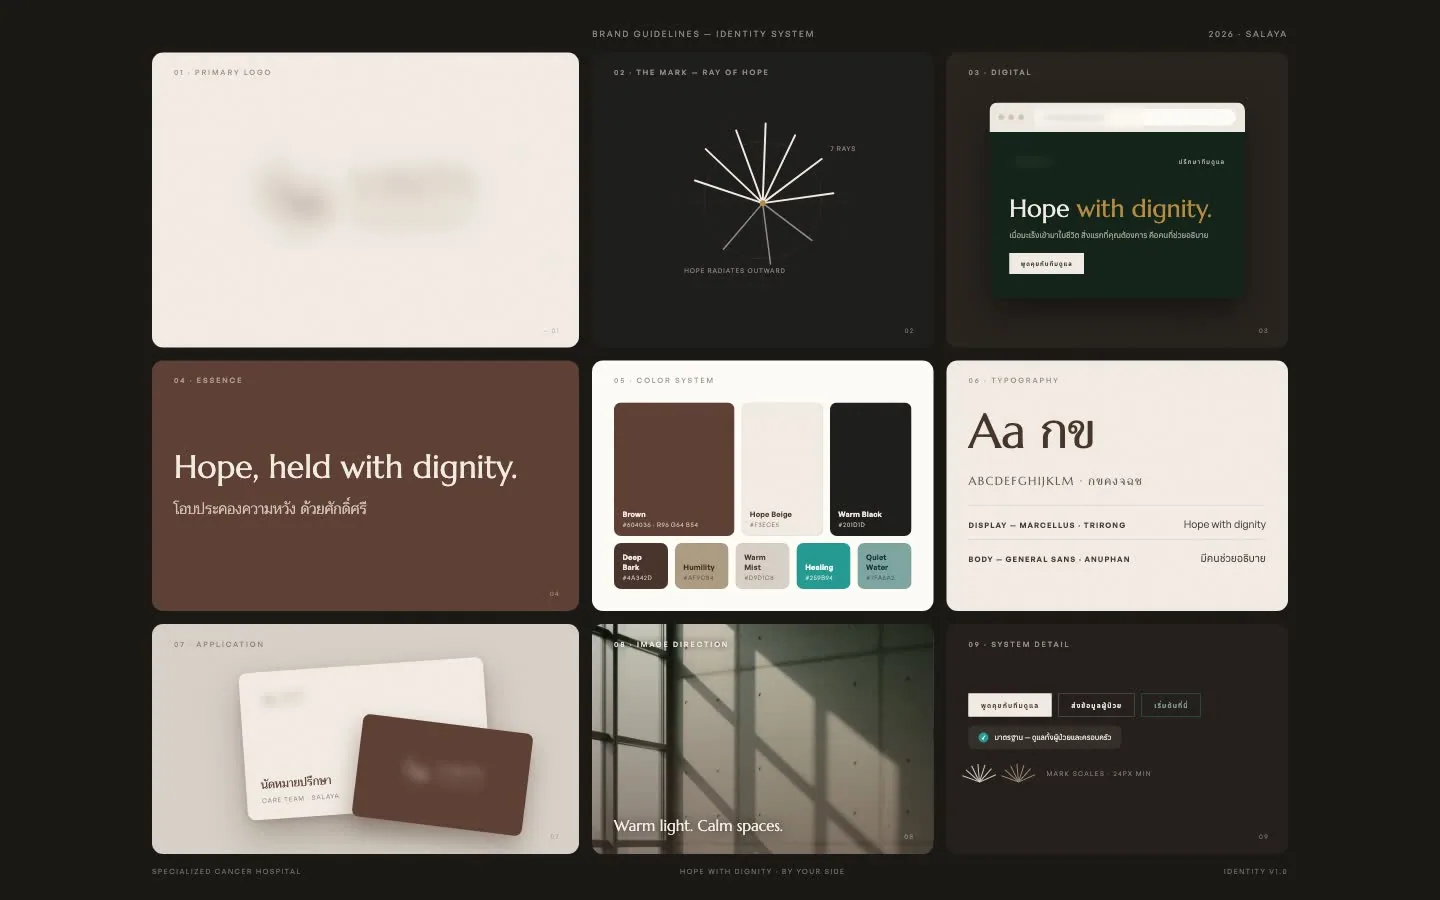 BRAND GUIDELINES — IDENTITY SYSTEM
2026 · SALAYA
01 · PRIMARY LOGO
— 01
02 · THE MARK — RAY OF HOPE
7 RAYS
HOPE RADIATES OUTWARD
02
03 · DIGITAL
ปรึกษาทีมดูแล
Hope with dignity.
เมื่อมะเร็งเข้ามาในชีวิต สิ่งแรกที่คุณต้องการ คือคนที่ช่วยอธิบาย
พูดคุยกับทีมดูแล
03
04 · ESSENCE
Hope, held with dignity.
โอบประคองความหวัง ด้วยศักดิ์ศรี
04
05 · COLOR SYSTEM
Brown
#604036 · R96 G64 B54
Hope Beige
#F3ECE5
Warm Black
#201D1D
Deep Bark
#4A342D
Humility
Warm Mist
#D9D1C8
Healing
#259B94
Quiet Water
#7FA6A2
06 · TYPOGRAPHY
Aa กข
ABCDEFGHIJKLM · กขคงจฉช
DISPLAY — MARCELLUS · TRIRONG
Hope with dignity
BODY — GENERAL SANS · ANUPHAN
มีคนช่วยอธิบาย
07 · APPLICATION
นัดหมายปรึกษา
CARE TEAM · SALAYA
07
08 · IMAGE DIRECTION
Warm light. Calm spaces.
08
09 · SYSTEM DETAIL
พูดคุยกับทีมดูแล
ส่งข้อมูลผู้ป่วย
เริ่มต้นที่นี่
✓ มาตรฐาน — ดูแลทั้งผู้ป่วยและครอบครัว
MARK SCALES · 24PX MIN
09
SPECIALIZED CANCER HOSPITAL
HOPE WITH DIGNITY · BY YOUR SIDE
IDENTITY V1.0